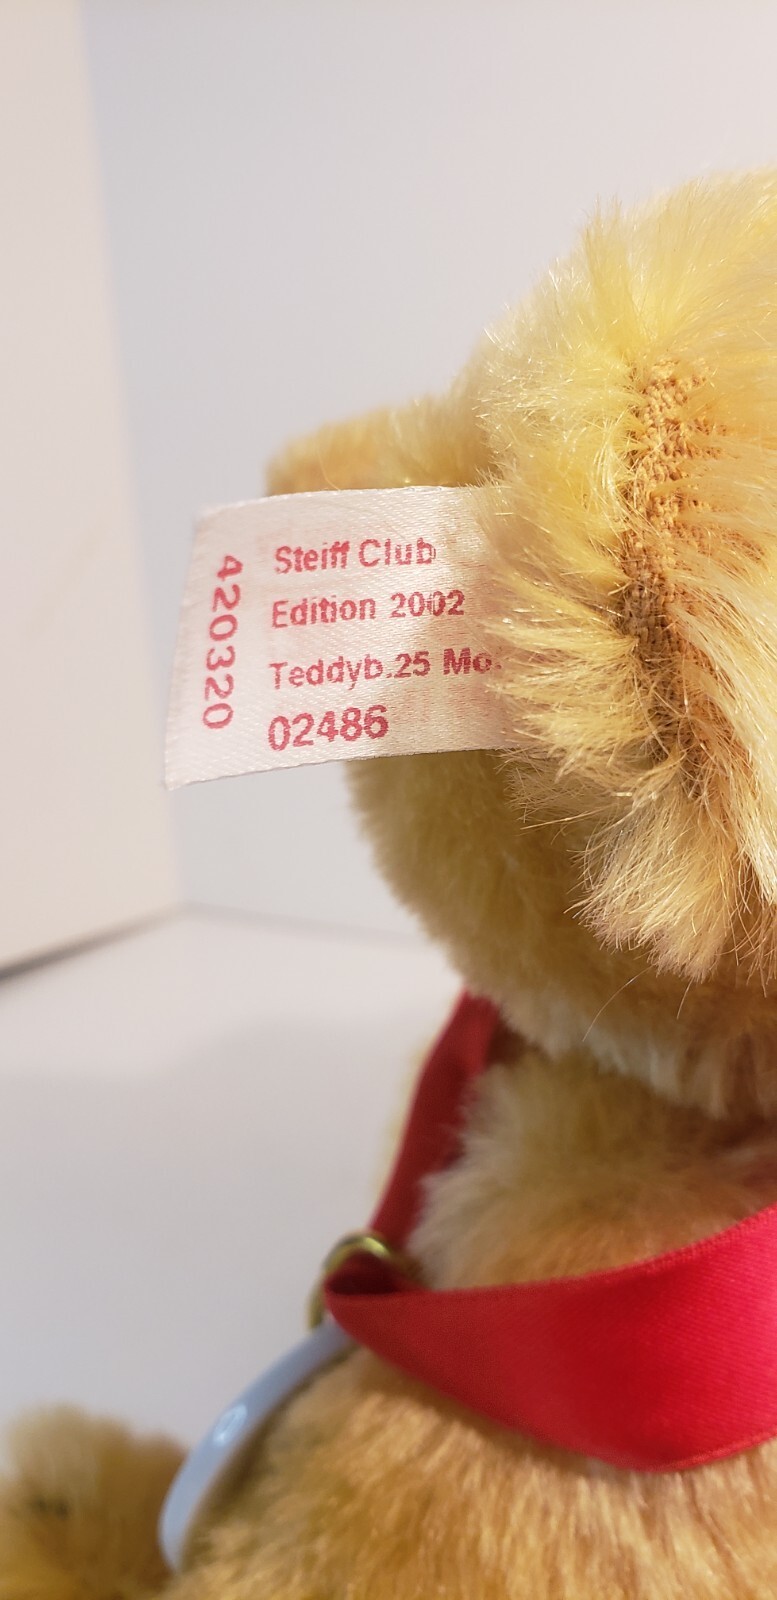 420320
Steiff Club
Edition 2002
Teddyb.25 Mo.
02486